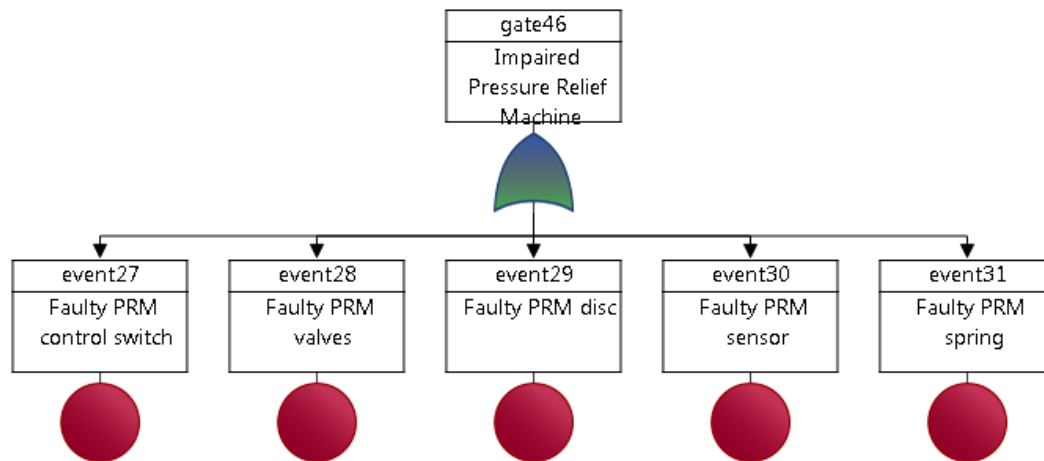 gate46
Impaired
Pressure Relief
Machine
event27
Faulty PRM
control switch
event28
Faulty PRM
valves
event29
Faulty PRM disc
event30
Faulty PRM
sensor
event31
Faulty PRM
spring